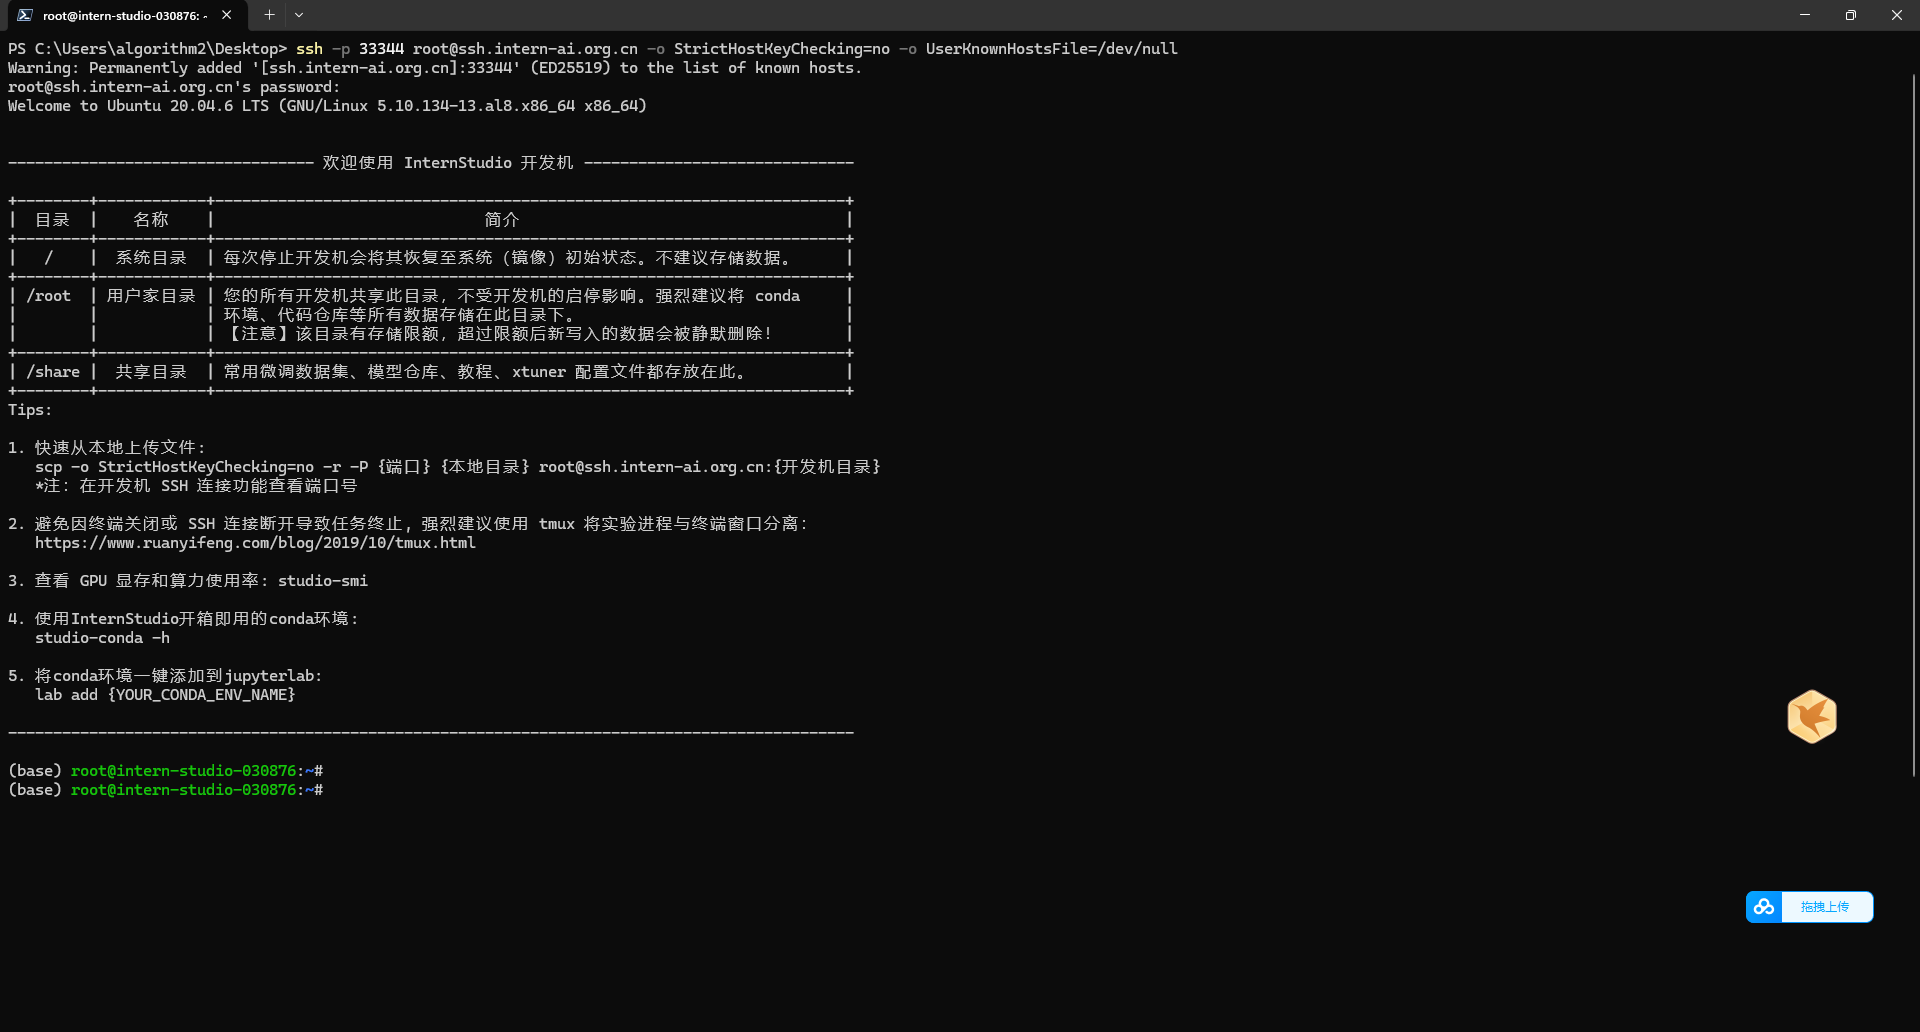 root@intern-studio-030876: ~
PS C:\Users\algorithm2\Desktop> ssh -p 33344 root@ssh.intern-ai.org.cn -o StrictHostKeyChecking=no -o UserKnownHostsFile=/dev/null
Warning: Permanently added '[ssh.intern-ai.org.cn]:33344' (ED25519) to the list of known hosts.
root@ssh.intern-ai.org.cn's password:
Welcome to Ubuntu 20.04.6 LTS (GNU/Linux 5.10.134-13.al8.x86_64 x86_64)
---------------------------------- 欢迎使用 InternStudio 开发机 ------------------------------
+--------+------------+----------------------------------------------------------------------+
|  目录  |    名称    |                              简介                                    |
+--------+------------+----------------------------------------------------------------------+
|   /    |  系统目录  | 每次停止开发机会将其恢复至系统（镜像）初始状态。不建议存储数据。      |
+--------+------------+----------------------------------------------------------------------+
| /root  | 用户家目录 | 您的所有开发机共享此目录，不受开发机的启停影响。强烈建议将 conda     |
|        |            | 环境、代码仓库等所有数据存储在此目录下。                              |
|        |            | 【注意】该目录有存储限额，超过限额后新写入的数据会被静默删除！        |
+--------+------------+----------------------------------------------------------------------+
| /share |  共享目录  | 常用微调数据集、模型仓库、教程、xtuner 配置文件都存放在此。           |
+--------+------------+----------------------------------------------------------------------+
Tips:
1. 快速从本地上传文件：
scp -o StrictHostKeyChecking=no -r -P {端口} {本地目录} root@ssh.intern-ai.org.cn:{开发机目录}
*注：在开发机 SSH 连接功能查看端口号
2. 避免因终端关闭或 SSH 连接断开导致任务终止，强烈建议使用 tmux 将实验进程与终端窗口分离：
https://www.ruanyifeng.com/blog/2019/10/tmux.html
3. 查看 GPU 显存和算力使用率：studio-smi
4. 使用InternStudio开箱即用的conda环境：
studio-conda -h
5. 将conda环境一键添加到jupyterlab:
lab add {YOUR_CONDA_ENV_NAME}
----------------------------------------------------------------------------------------------
(base) root@intern-studio-030876:~#
(base) root@intern-studio-030876:~#
拖拽上传